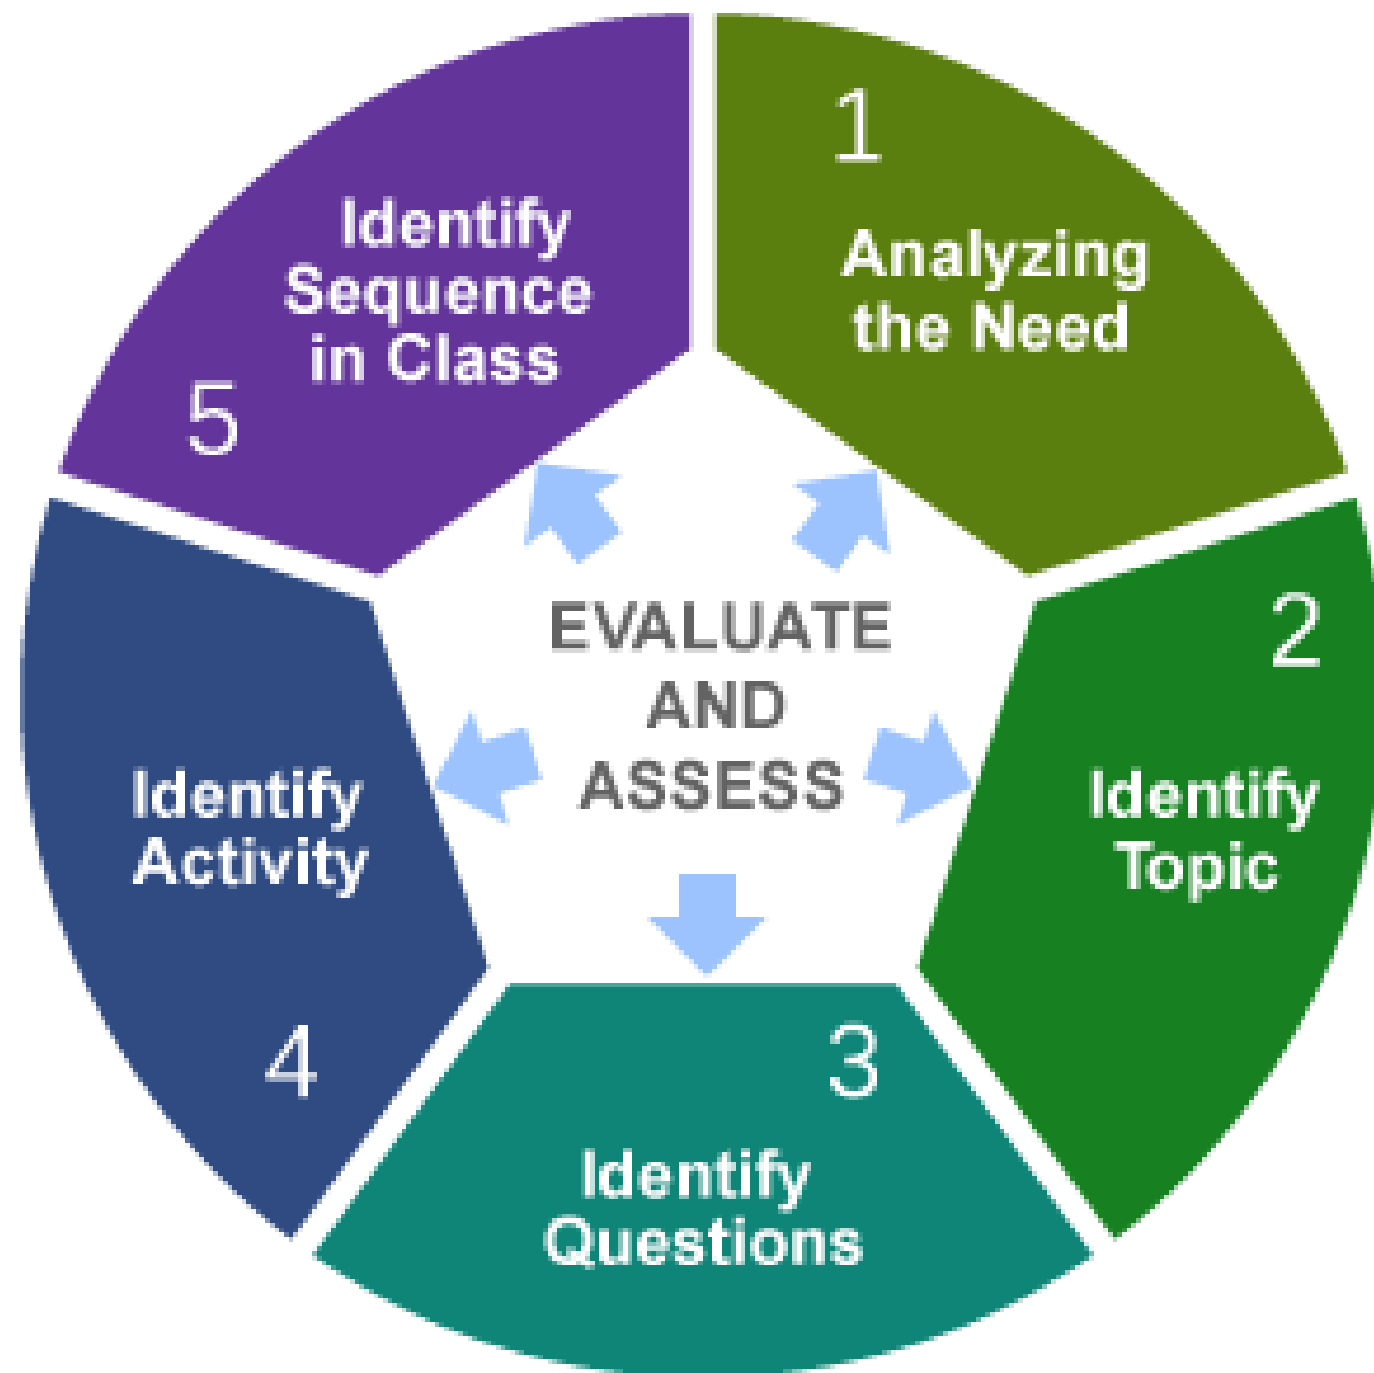 1
Analyzing
the Need
2
Identify
Topic
3
Identify
Questions
4
Identify
Activity
5
Identify
Sequence
in Class
EVALUATE
AND
ASSESS